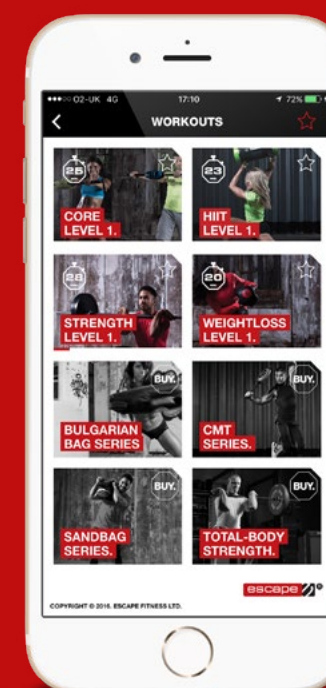 O2-UK 4G 17:10 72%
WORKOUTS
25
CORE
LEVEL 1.
23
HIIT
LEVEL 1.
28
STRENGTH
LEVEL 1.
20
WEIGHTLOSS
LEVEL 1.
BUY.
BULGARIAN
BAG SERIES
BUY.
CMT
SERIES.
BUY.
SANDBAG
SERIES.
BUY.
TOTAL-BODY
STRENGTH.
escape
COPYRIGHT © 2016. ESCAPE FITNESS LTD.